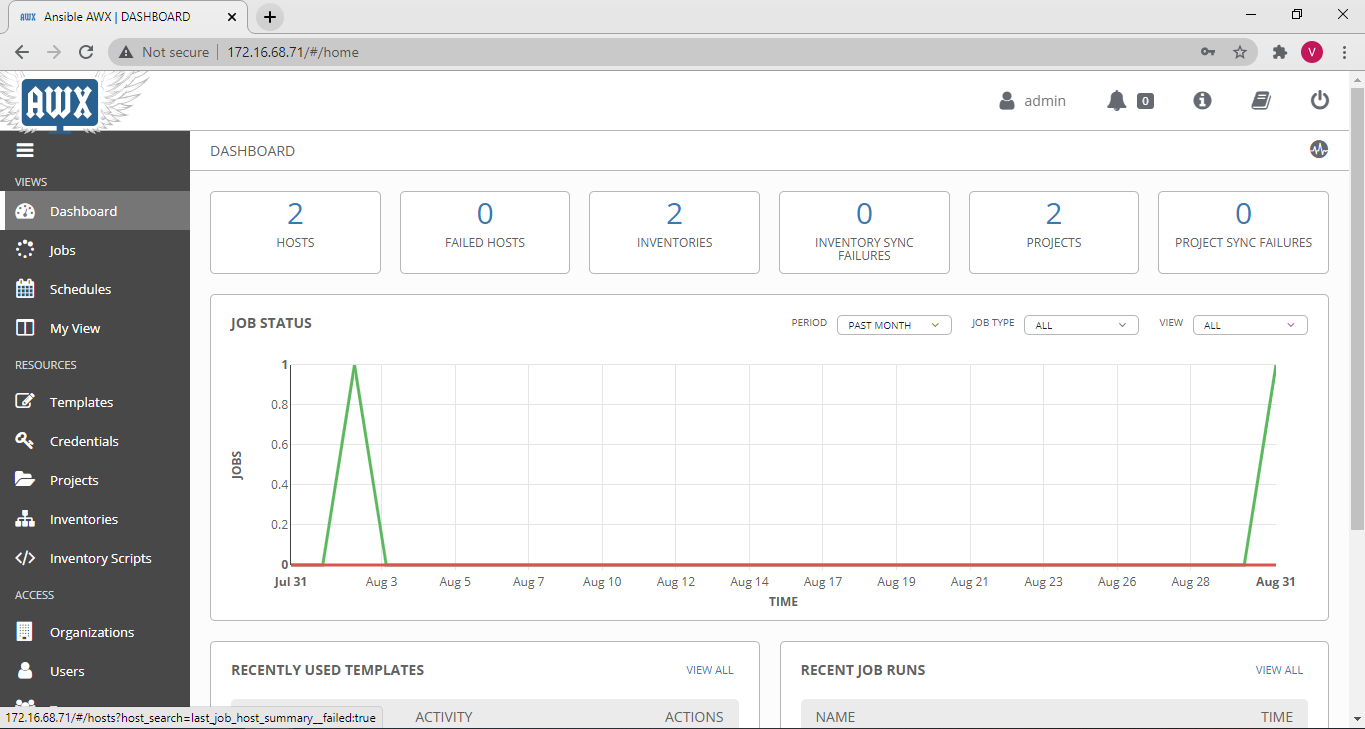 AWX Ansible AWX | DASHBOARD
Not secure 172.16.68.71/#/home V
AWX
admin 0
VIEWS
Dashboard
Jobs
Schedules
My View
RESOURCES
Templates
Credentials
Projects
Inventories
Inventory Scripts
ACCESS
Organizations
Users
172.16.68.71/#/hosts?host_search=last_job_host_summary__failed:true
DASHBOARD
2
HOSTS
0
FAILED HOSTS
2
INVENTORIES
0
INVENTORY SYNC
FAILURES
2
PROJECTS
0
PROJECT SYNC FAILURES
JOB STATUS
PERIOD PAST MONTH JOB TYPE ALL VIEW ALL
JOBS
1
0.8
0.6
0.4
0.2
0
Jul 31 Aug 3 Aug 5 Aug 7 Aug 10 Aug 12 Aug 14 Aug 17 Aug 19 Aug 21 Aug 23 Aug 26 Aug 28 Aug 31
TIME
RECENTLY USED TEMPLATES VIEW ALL
ACTIVITY ACTIONS
RECENT JOB RUNS VIEW ALL
NAME TIME